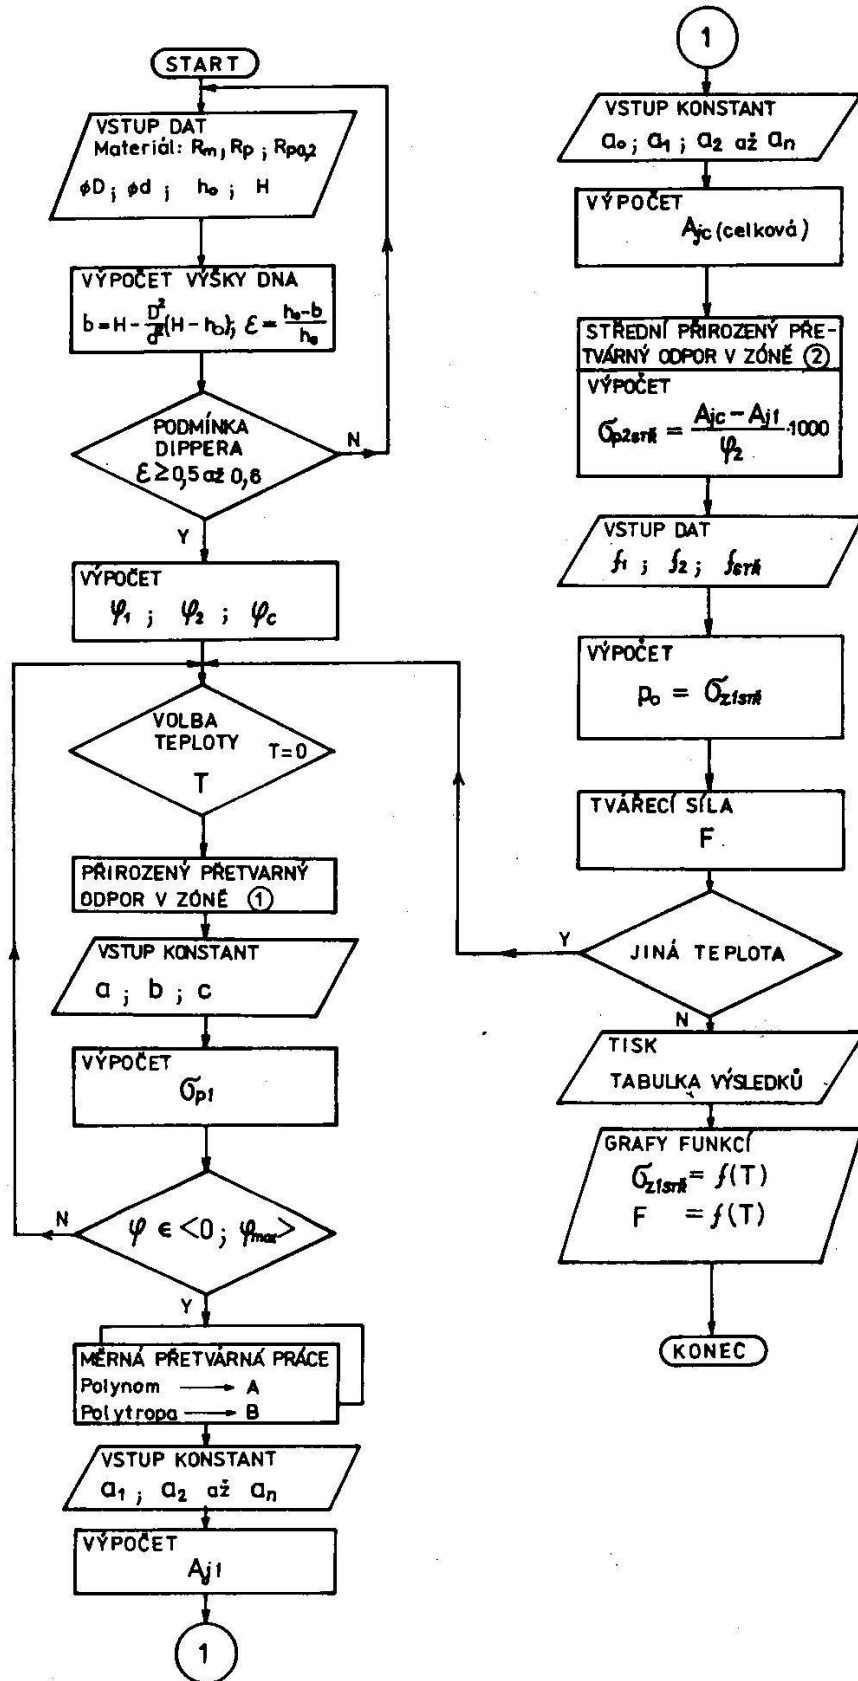 START
VSTUP DAT
Materiál: Rm, Rp ; Rp0,2
ϕD ; ϕd ; h₀ ; H
VÝPOČET VÝŠKY DNA
b = H - D²/d² (H - h₀); ε = (h₀-b)/h₀
PODMÍNKA
DIPPERA
ε ≥ 0,5 až 0,6
N
Y
VÝPOČET
φ₁ ; φ₂ ; φc
VOLBA
TEPLOTY
T=0
T
PŘIROZENÝ PŘETVARNÝ
ODPOR V ZÓNĚ ①
VSTUP KONSTANT
a ; b ; c
VÝPOČET
σp1
N
φ ϵ <0 ; φmax>
Y
MĚRNÁ PŘETVÁRNÁ PRÁCE
Polynom → A
Polytropa → B
VSTUP KONSTANT
a₁ ; a₂ až aₙ
VÝPOČET
Aj1
1
1
VSTUP KONSTANT
a₀ ; a₁ ; a₂ až aₙ
VÝPOČET
Ajc (celková)
STŘEDNÍ PŘIROZENÝ PŘE-
TVÁRNÝ ODPOR V ZÓNĚ ②
VÝPOČET
σp2stř = (Ajc - Aj1)/φ₂ ·1000
VSTUP DAT
f₁ ; f₂ ; fstř
VÝPOČET
p₀ = σz1stř
TVÁŘECÍ SÍLA
F
Y
JINÁ TEPLOTA
N
TISK
TABULKA VÝSLEDKŮ
GRAFY FUNKCÍ
σz1stř = f(T)
F = f(T)
KONEC